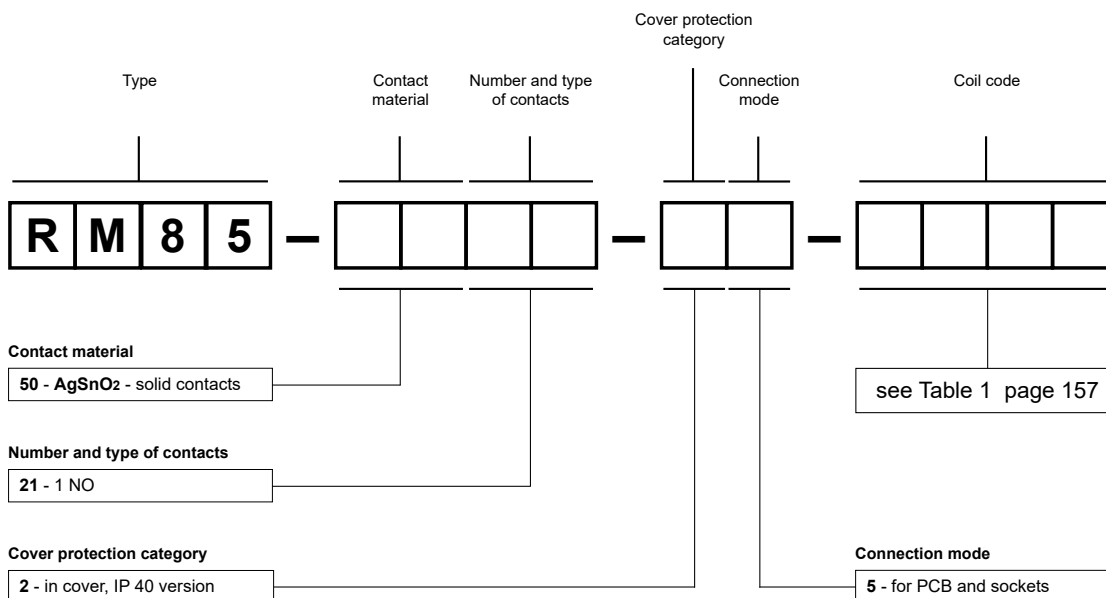 Cover protection
category
Type
Contact
material
Number and type
of contacts
Connection
mode
Coil code
RM85 – – –
Contact material
50 - AgSnO2 - solid contacts
see Table 1 page 157
Number and type of contacts
21 - 1 NO
Cover protection category
2 - in cover, IP 40 version
Connection mode
5 - for PCB and sockets